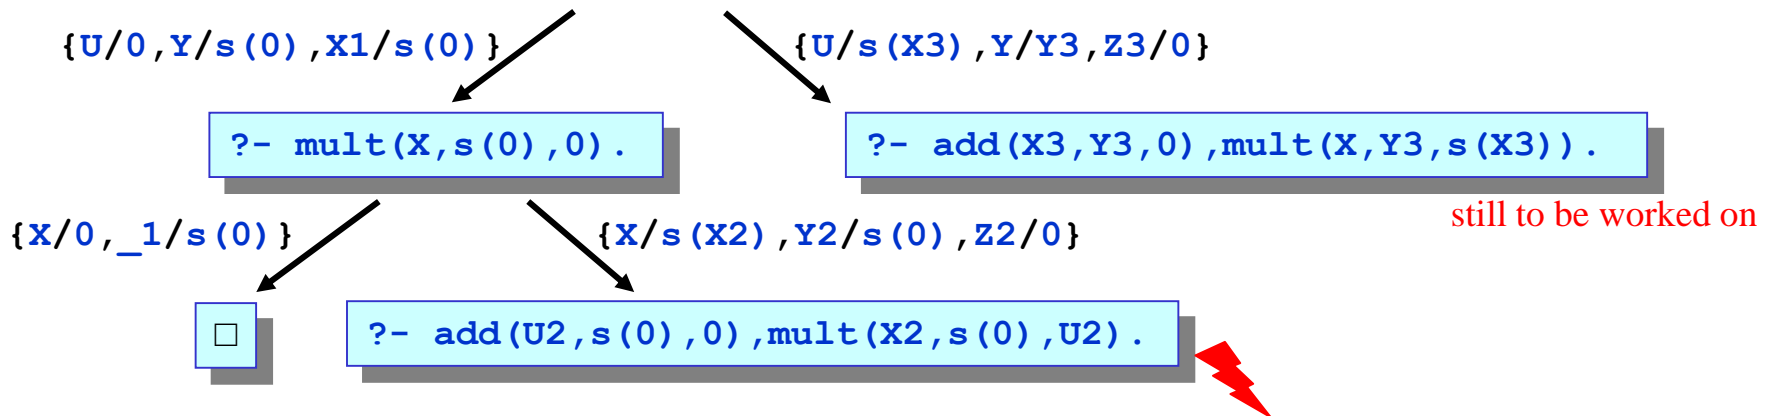 {U/0,Y/s(0),X1/s(0)} {U/s(X3),Y/Y3,Z3/0}
?- mult(X,s(0),0). ?- add(X3,Y3,0),mult(X,Y3,s(X3)).
still to be worked on
{X/0,_1/s(0)} {X/s(X2),Y2/s(0),Z2/0}
□ ?- add(U2,s(0),0),mult(X2,s(0),U2).